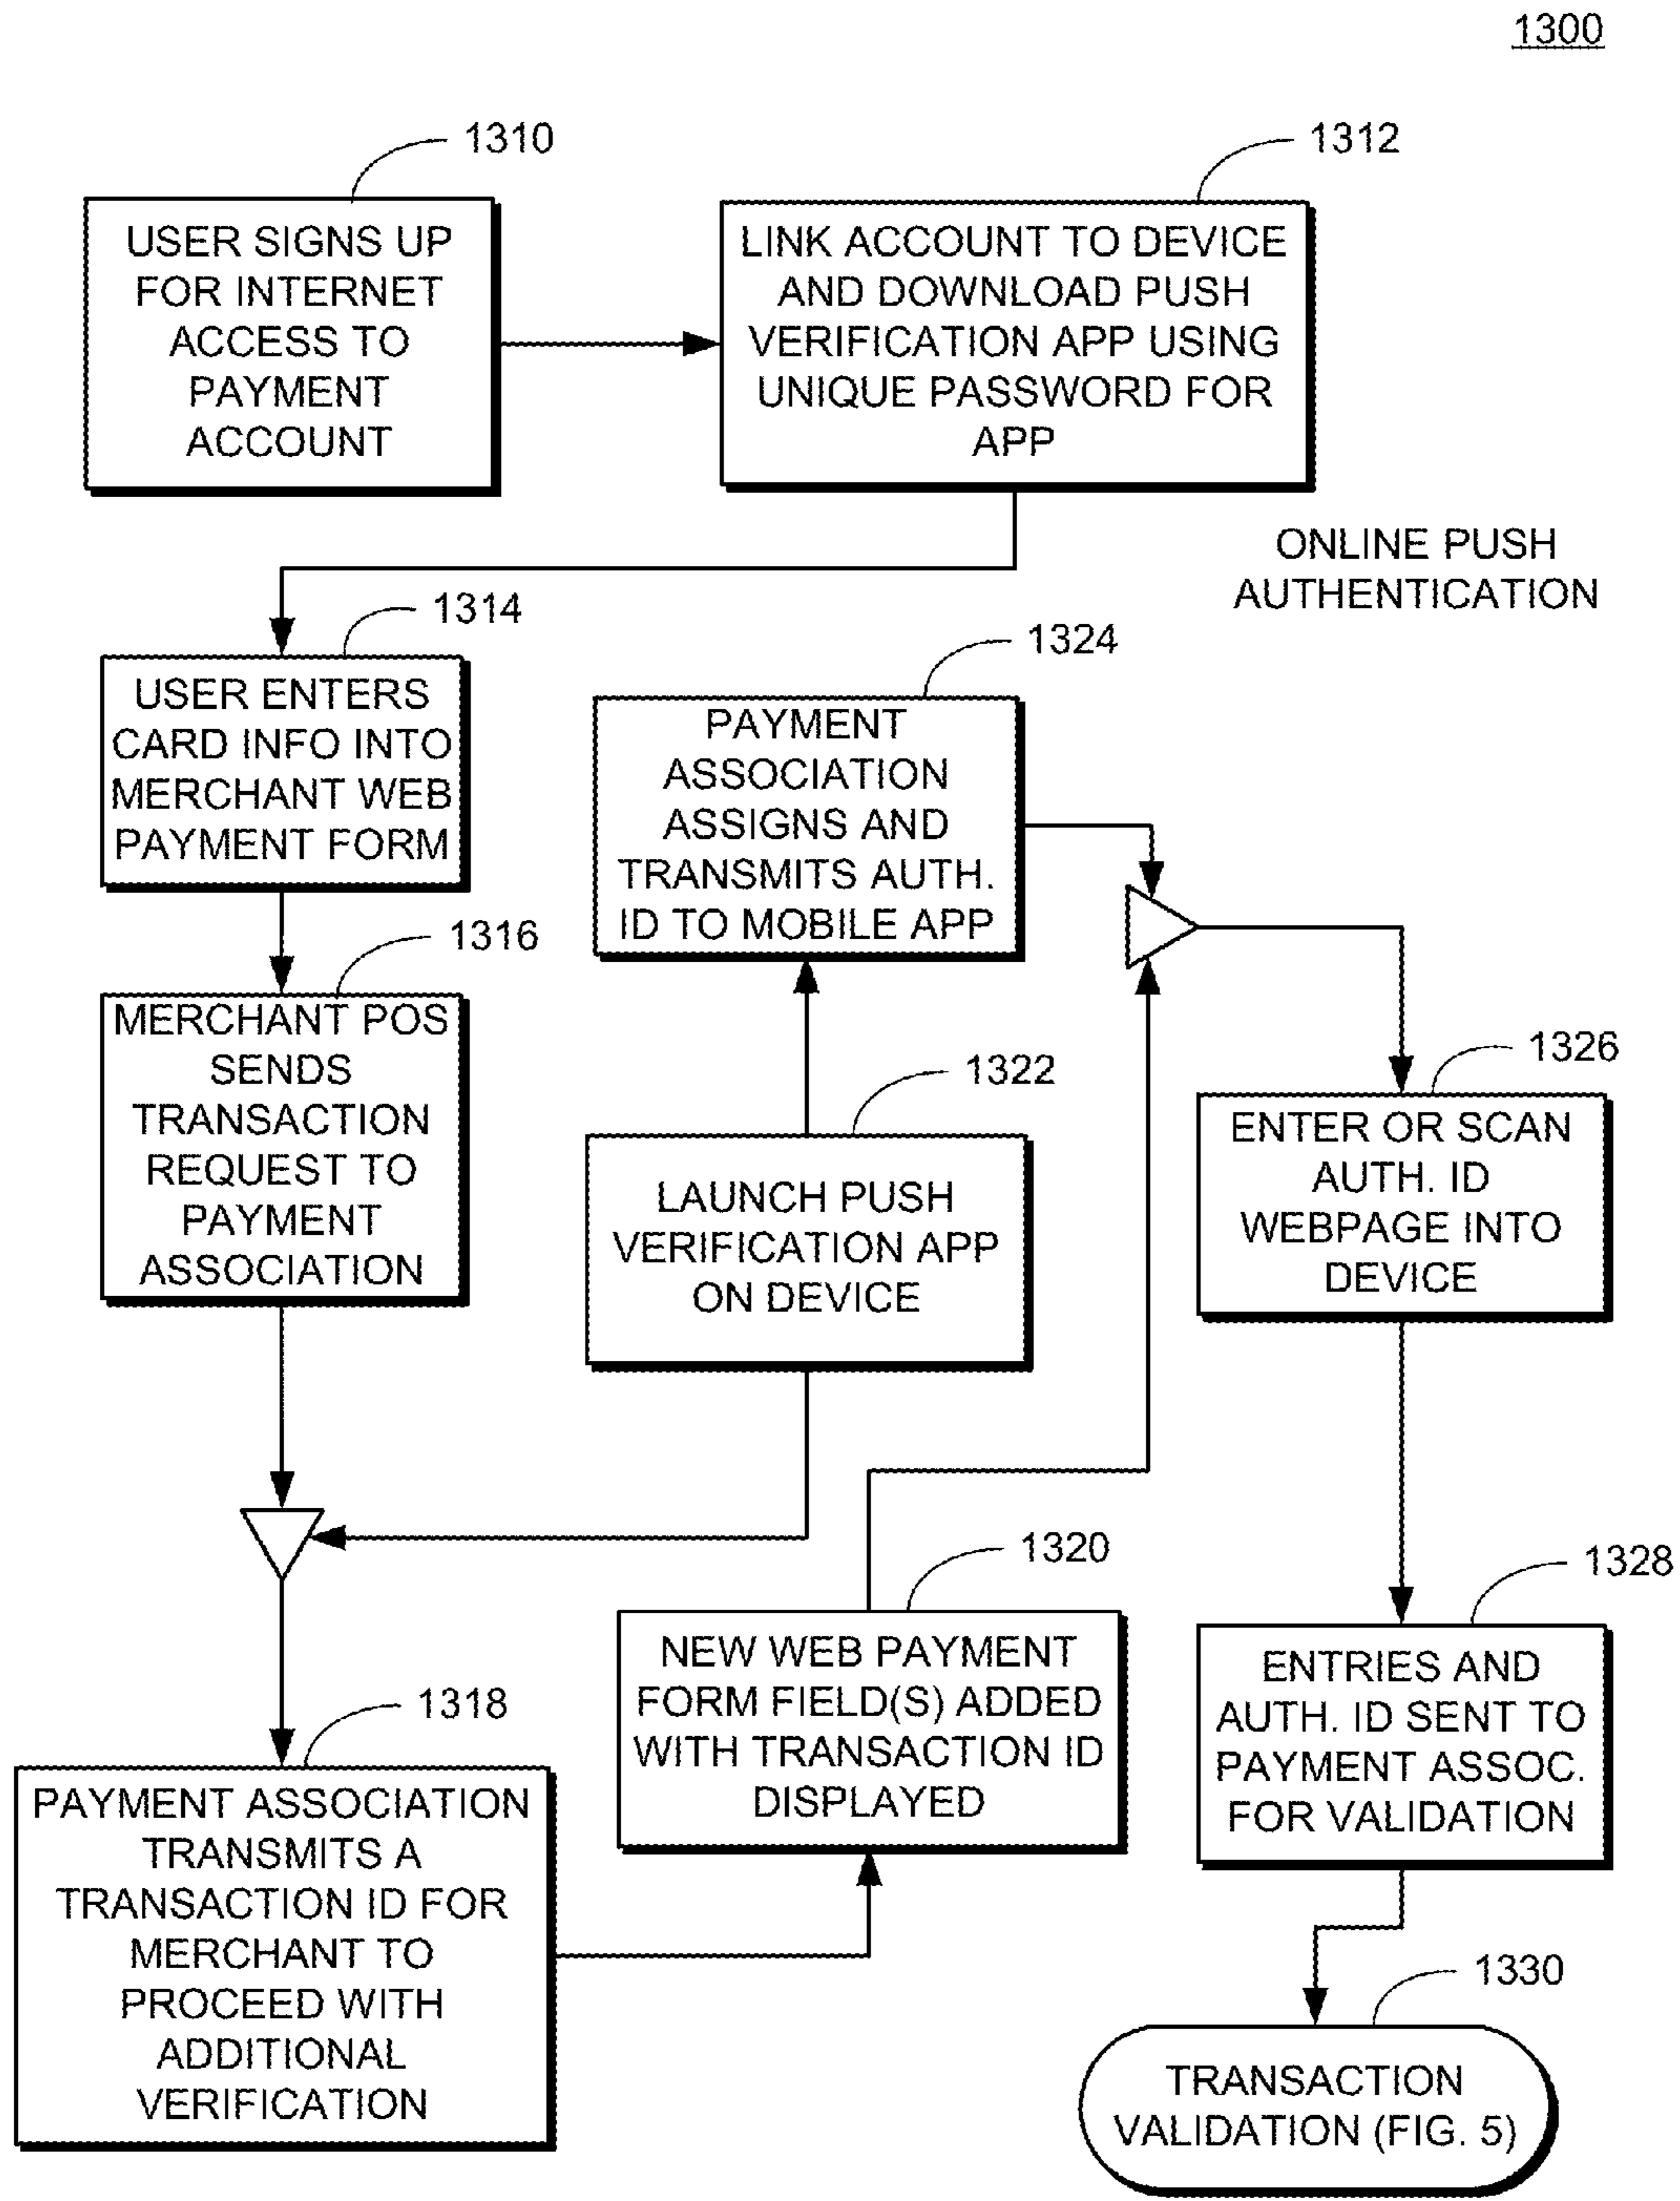 1300
1310
USER SIGNS UP
FOR INTERNET
ACCESS TO
PAYMENT
ACCOUNT
1312
LINK ACCOUNT TO DEVICE
AND DOWNLOAD PUSH
VERIFICATION APP USING
UNIQUE PASSWORD FOR
APP
ONLINE PUSH
AUTHENTICATION
1314
USER ENTERS
CARD INFO INTO
MERCHANT WEB
PAYMENT FORM
1316
MERCHANT POS
SENDS
TRANSACTION
REQUEST TO
PAYMENT
ASSOCIATION
1318
PAYMENT ASSOCIATION
TRANSMITS A
TRANSACTION ID FOR
MERCHANT TO
PROCEED WITH
ADDITIONAL
VERIFICATION
1320
NEW WEB PAYMENT
FORM FIELD(S) ADDED
WITH TRANSACTION ID
DISPLAYED
1322
LAUNCH PUSH
VERIFICATION APP
ON DEVICE
1324
PAYMENT
ASSOCIATION
ASSIGNS AND
TRANSMITS AUTH.
ID TO MOBILE APP
1326
ENTER OR SCAN
AUTH. ID
WEBPAGE INTO
DEVICE
1328
ENTRIES AND
AUTH. ID SENT TO
PAYMENT ASSOC.
FOR VALIDATION
1330
TRANSACTION
VALIDATION (FIG. 5)